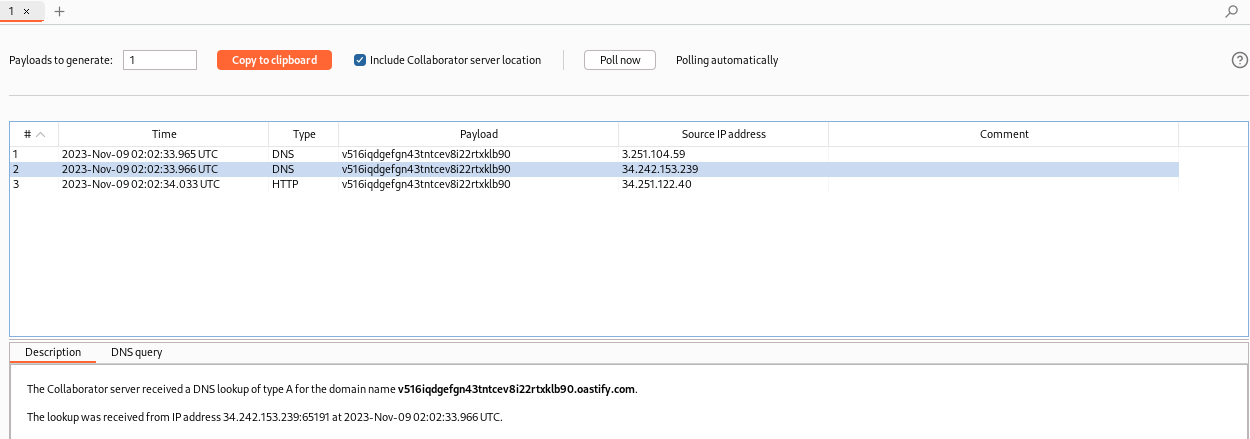 1 × +
Payloads to generate: 1 Copy to clipboard Include Collaborator server location Poll now Polling automatically ?
# Time Type Payload Source IP address Comment
1 2023-Nov-09 02:02:33.965 UTC DNS v516iqdgefgn43tntcev8i22rtxklb90 3.251.104.59
2 2023-Nov-09 02:02:33.966 UTC DNS v516iqdgefgn43tntcev8i22rtxklb90 34.242.153.239
3 2023-Nov-09 02:02:34.033 UTC HTTP v516iqdgefgn43tntcev8i22rtxklb90 34.251.122.40
Description DNS query
The Collaborator server received a DNS lookup of type A for the domain name v516iqdgefgn43tntcev8i22rtxklb90.oastify.com.
The lookup was received from IP address 34.242.153.239:65191 at 2023-Nov-09 02:02:33.966 UTC.